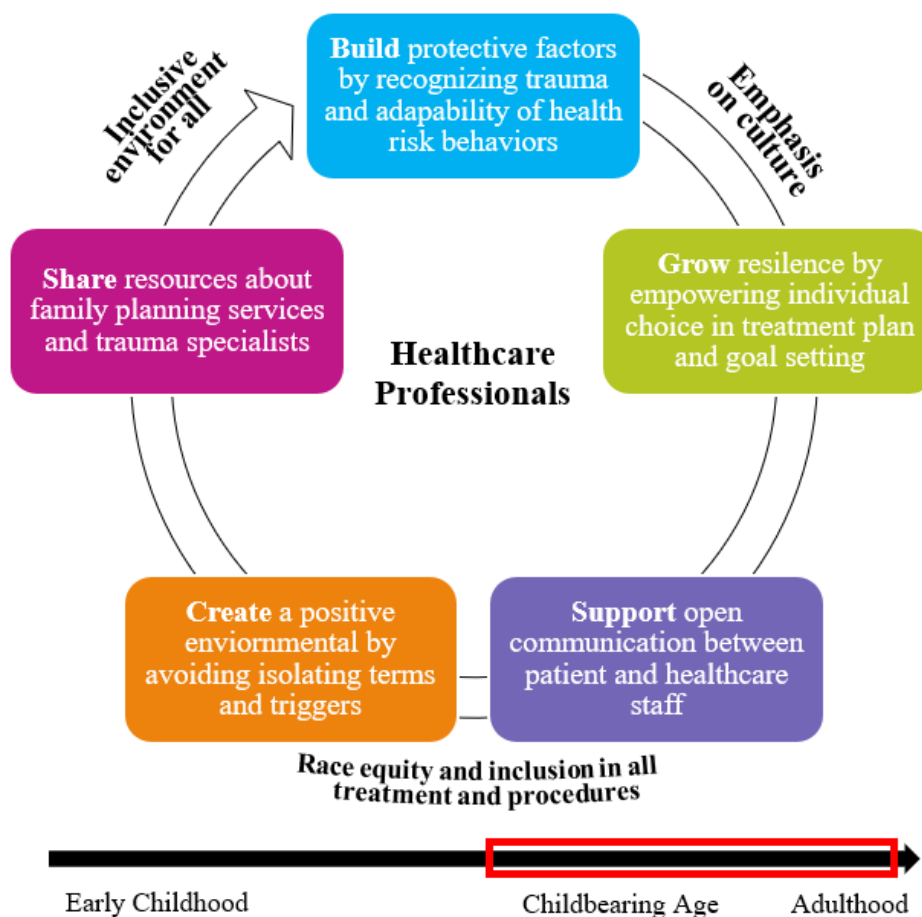 Build protective factors
by recognizing trauma
and adapability of health
risk behaviors
Inclusive
environment
for all
Emphasis
on culture
Share resources about
family planning services
and trauma specialists
Grow resilence by
empowering individual
choice in treatment plan
and goal setting
Healthcare
Professionals
Create a positive
enviornmental by
avoiding isolating terms
and triggers
Support open
communication between
patient and healthcare
staff
Race equity and inclusion in all
treatment and procedures
Early Childhood
Childbearing Age
Adulthood